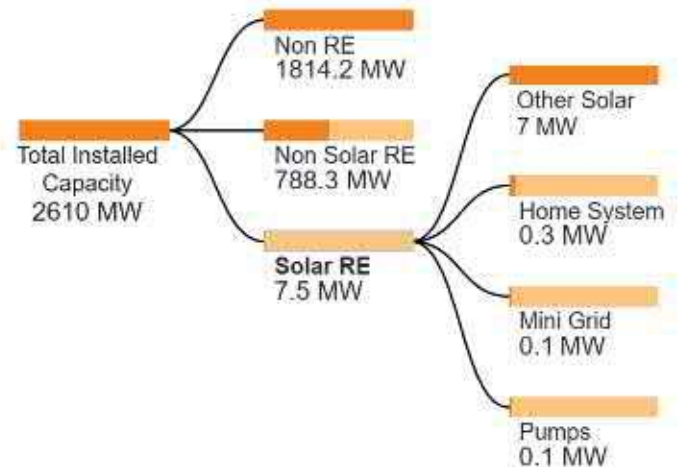 Non RE
1814.2 MW
Total Installed
Capacity
2610 MW
Non Solar RE
788.3 MW
Solar RE
7.5 MW
Other Solar
7 MW
Home System
0.3 MW
Mini Grid
0.1 MW
Pumps
0.1 MW